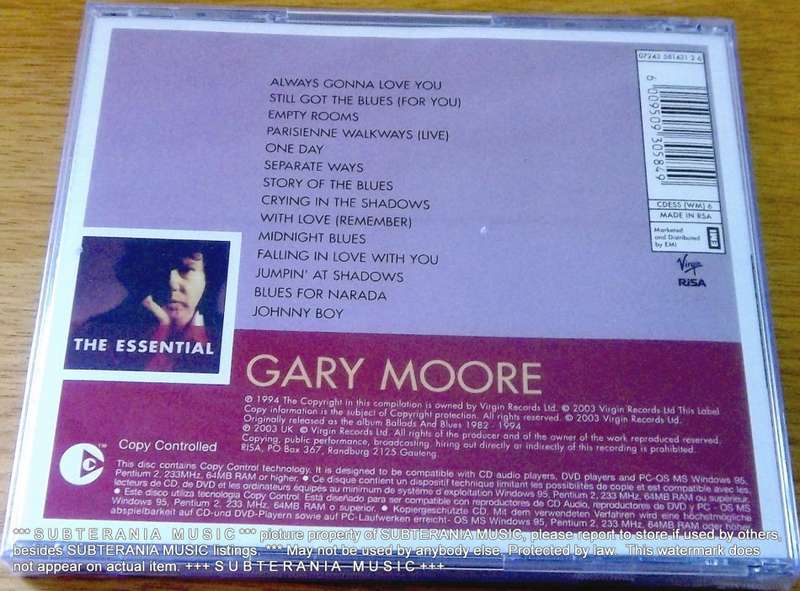 ALWAYS GONNA LOVE YOU
STILL GOT THE BLUES (FOR YOU)
EMPTY ROOMS
PARISIENNE WALKWAYS (LIVE)
ONE DAY
SEPARATE WAYS
STORY OF THE BLUES
CRYING IN THE SHADOWS
WITH LOVE (REMEMBER)
MIDNIGHT BLUES
FALLING IN LOVE WITH YOU
JUMPIN' AT SHADOWS
BLUES FOR NARADA
JOHNNY BOY
07243 581431 2 6
6 009509 305849
CDESS (WM) 6
MADE IN RSA
Marketed
and Distributed
by EMI
EMI
Virgin
RiSA
THE ESSENTIAL
GARY MOORE
℗ 1994 The Copyright in this compilation is owned by Virgin Records Ltd. © 2003 Virgin Records Ltd This Label
Copy information is the subject of Copyright protection. All rights reserved. © 2003 Virgin Records Ltd.
Originally released as the album Ballads And Blues 1982 - 1994
℗ 2003 UK © Virgin Records Ltd. All rights of the producer and of the owner of the work reproduced reserved.
Copying, public performance, broadcasting, hiring out directly or indirectly of this recording is prohibited.
RISA, PO Box 367, Randburg 2125 Gauteng
Copy Controlled
™
This disc contains Copy Control technology. It is designed to be compatible with CD audio players, DVD players and PC-OS MS Windows 95,
Pentium 2, 233MHz, 64MB RAM or higher. ● Ce disque contient un dispositif technique limitant les possibilités de copie et est compatible avec les
lecteurs de CD, de DVD et les ordinateurs équipés au minimum de système d'exploitation Windows 95, Pentium 2, 233 MHz, 64MB RAM ou supérieur.
● Este disco utiliza tecnologia Copy Control. Está diseñado para ser compatible con reproductores de CD Audio, reproductores de DVD y PC - OS MS
Windows 95, Pentium 2, 233 MHz, 64MB RAM o superior. ● Kopiergeschützte CD. Mit dem verwendeten Verfahren wird eine höchstmögliche
abspielbarkeit auf CD-und DVD-Playern sowie auf PC-Laufwerken erreicht- OS MS Windows 95, Pentium 2, 233 MHz, 64MB RAM oder höher.
*** S U B T E R A N I A M U S I C *** picture property of SUBTERANIA MUSIC, please report to store if used by others
besides SUBTERANIA MUSIC listings. *** May not be used by anybody else. Protected by law. This watermark does
not appear on actual item. +++ S U B T E R A N I A M U S I C +++